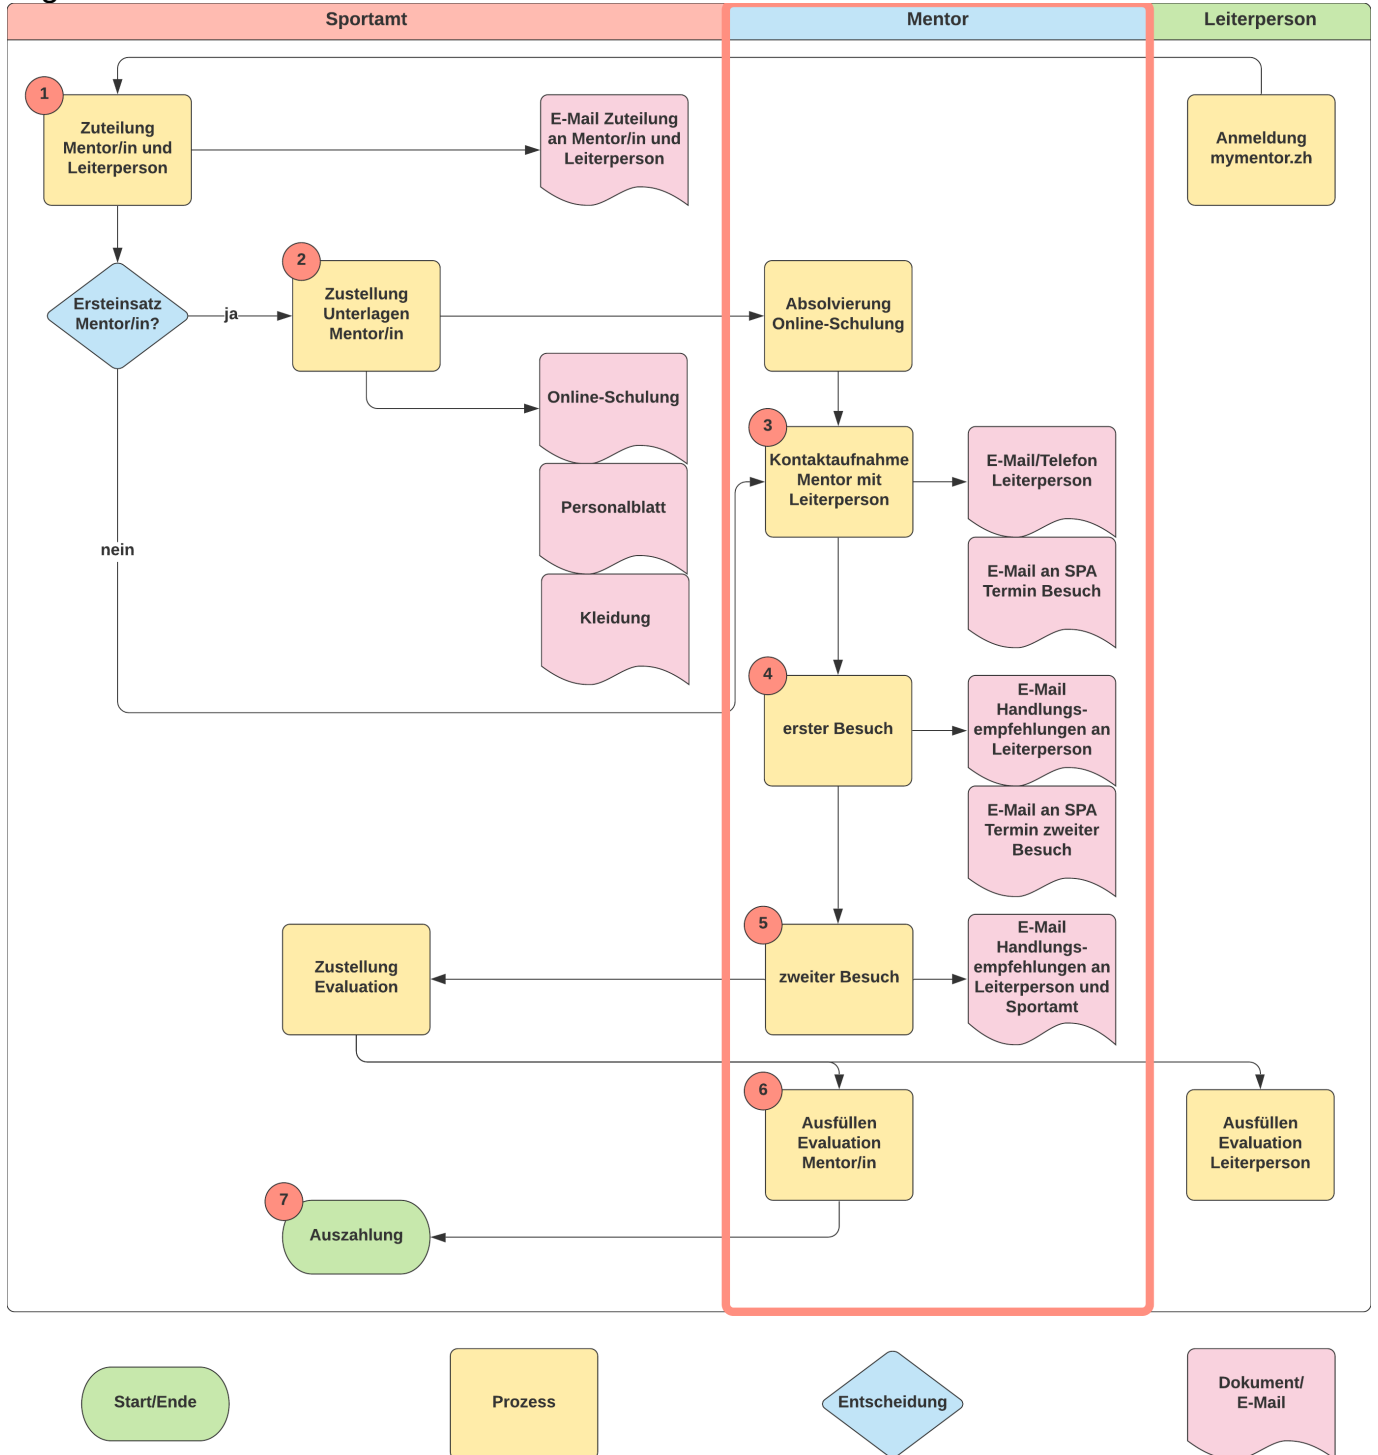 Sportamt
Mentor
Leiterperson
1
Zuteilung
Mentor/in und
Leiterperson
E-Mail Zuteilung
an Mentor/in und
Leiterperson
Anmeldung
mymentor.zh
Ersteinsatz
Mentor/in?
ja
2
Zustellung
Unterlagen
Mentor/in
Absolvierung
Online-Schulung
Online-Schulung
Personalblatt
Kleidung
nein
3
Kontaktaufnahme
Mentor mit
Leiterperson
E-Mail/Telefon
Leiterperson
E-Mail an SPA
Termin Besuch
4
erster Besuch
E-Mail
Handlungs-
empfehlungen an
Leiterperson
E-Mail an SPA
Termin zweiter
Besuch
5
zweiter Besuch
E-Mail
Handlungs-
empfehlungen an
Leiterperson und
Sportamt
Zustellung
Evaluation
6
Ausfüllen
Evaluation
Mentor/in
Ausfüllen
Evaluation
Leiterperson
7
Auszahlung
Start/Ende
Prozess
Entscheidung
Dokument/
E-Mail